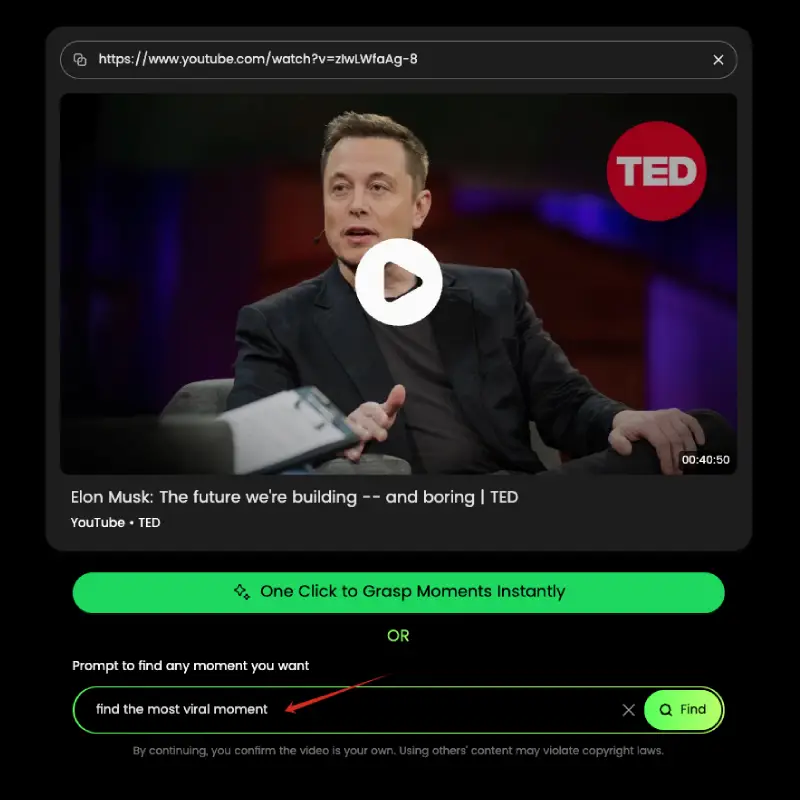 https://www.youtube.com/watch?v=zIwLWfaAg-8
TED
00:40:50
Elon Musk: The future we're building -- and boring | TED
YouTube • TED
One Click to Grasp Moments Instantly
OR
Prompt to find any moment you want
find the most viral moment
Find
By continuing, you confirm the video is your own. Using others' content may violate copyright laws.